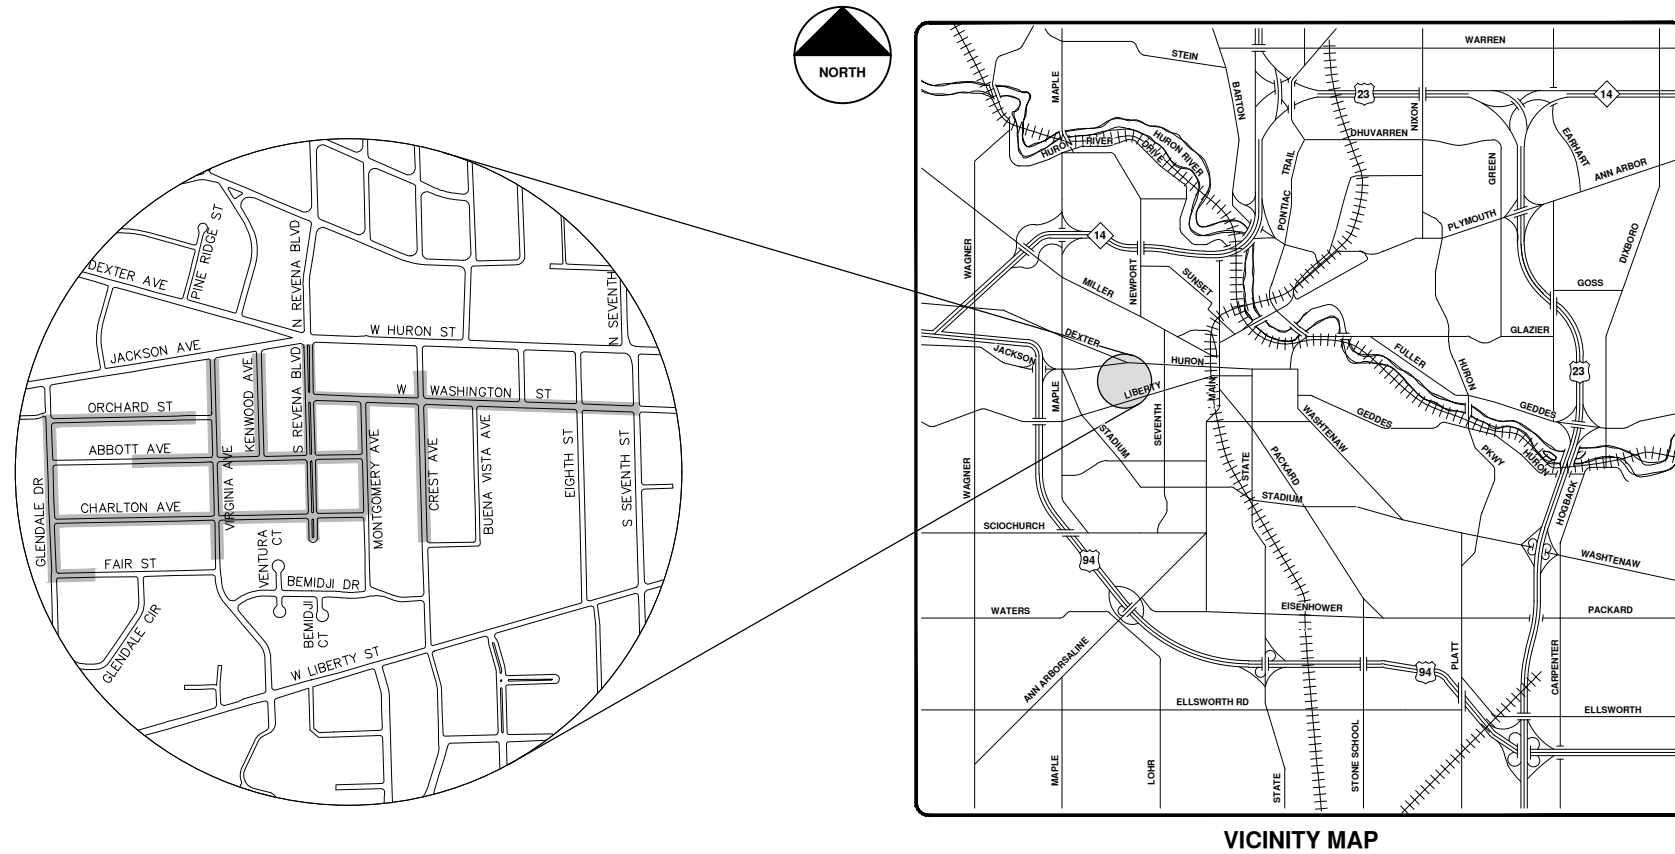 NORTH
DEXTER AVE
PINE RIDGE ST
N REVENA BLVD
N SEVENTH
W HURON ST
JACKSON AVE
KENWOOD AVE
S REVENA BLVD
W WASHINGTON ST
ORCHARD ST
ABBOTT AVE
CHARLTON AVE
FAIR ST
GLENDALE DR
VIRGINIA AVE
MONTGOMERY AVE
CREST AVE
BUENA VISTA AVE
EIGHTH ST
S SEVENTH ST
VENTURA CT
BEMIDJI DR
BEMIDJI CT
GLENDALE CIR
W LIBERTY ST
WARREN
STEIN
MAPLE
BARTON
23
NIXON
14
HURON RIVER DRIVE
HURON RIVER
DHUVARREN
EARHART
GREEN
ANN ARBOR
PONTIAC TRAIL
PLYMOUTH
DIXBORO
WAGNER
14
NEWPORT
SUNSET
MILLER
GOSS
DEXTER
JACKSON
HURON
GLAZIER
FULLER
HURON
23
MAPLE
LIBERTY
MAIN
SEVENTH
STADIUM
WASHTENAW
GEDDES
GEDDES
PKWY
HURON
WAGNER
STATE
PACKARD
STADIUM
HOGBACK
SCIOCHURCH
94
WASHTENAW
WATERS
EISENHOWER
PACKARD
ANN ARBORSALINE
PLATT
94
CARPENTER
ELLSWORTH RD
ELLSWORTH
MAPLE
LOHR
STATE
STONE SCHOOL
VICINITY MAP